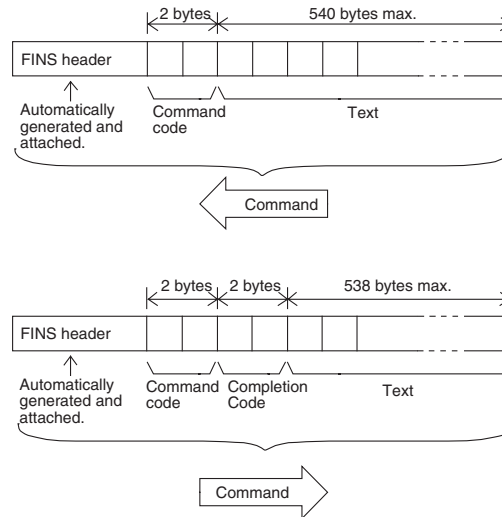 2 bytes
540 bytes max.
FINS header
Automatically
generated and
attached.
Command
code
Text
Command
2 bytes
2 bytes
538 bytes max.
FINS header
Automatically
generated and
attached.
Command
code
Completion
Code
Text
Command